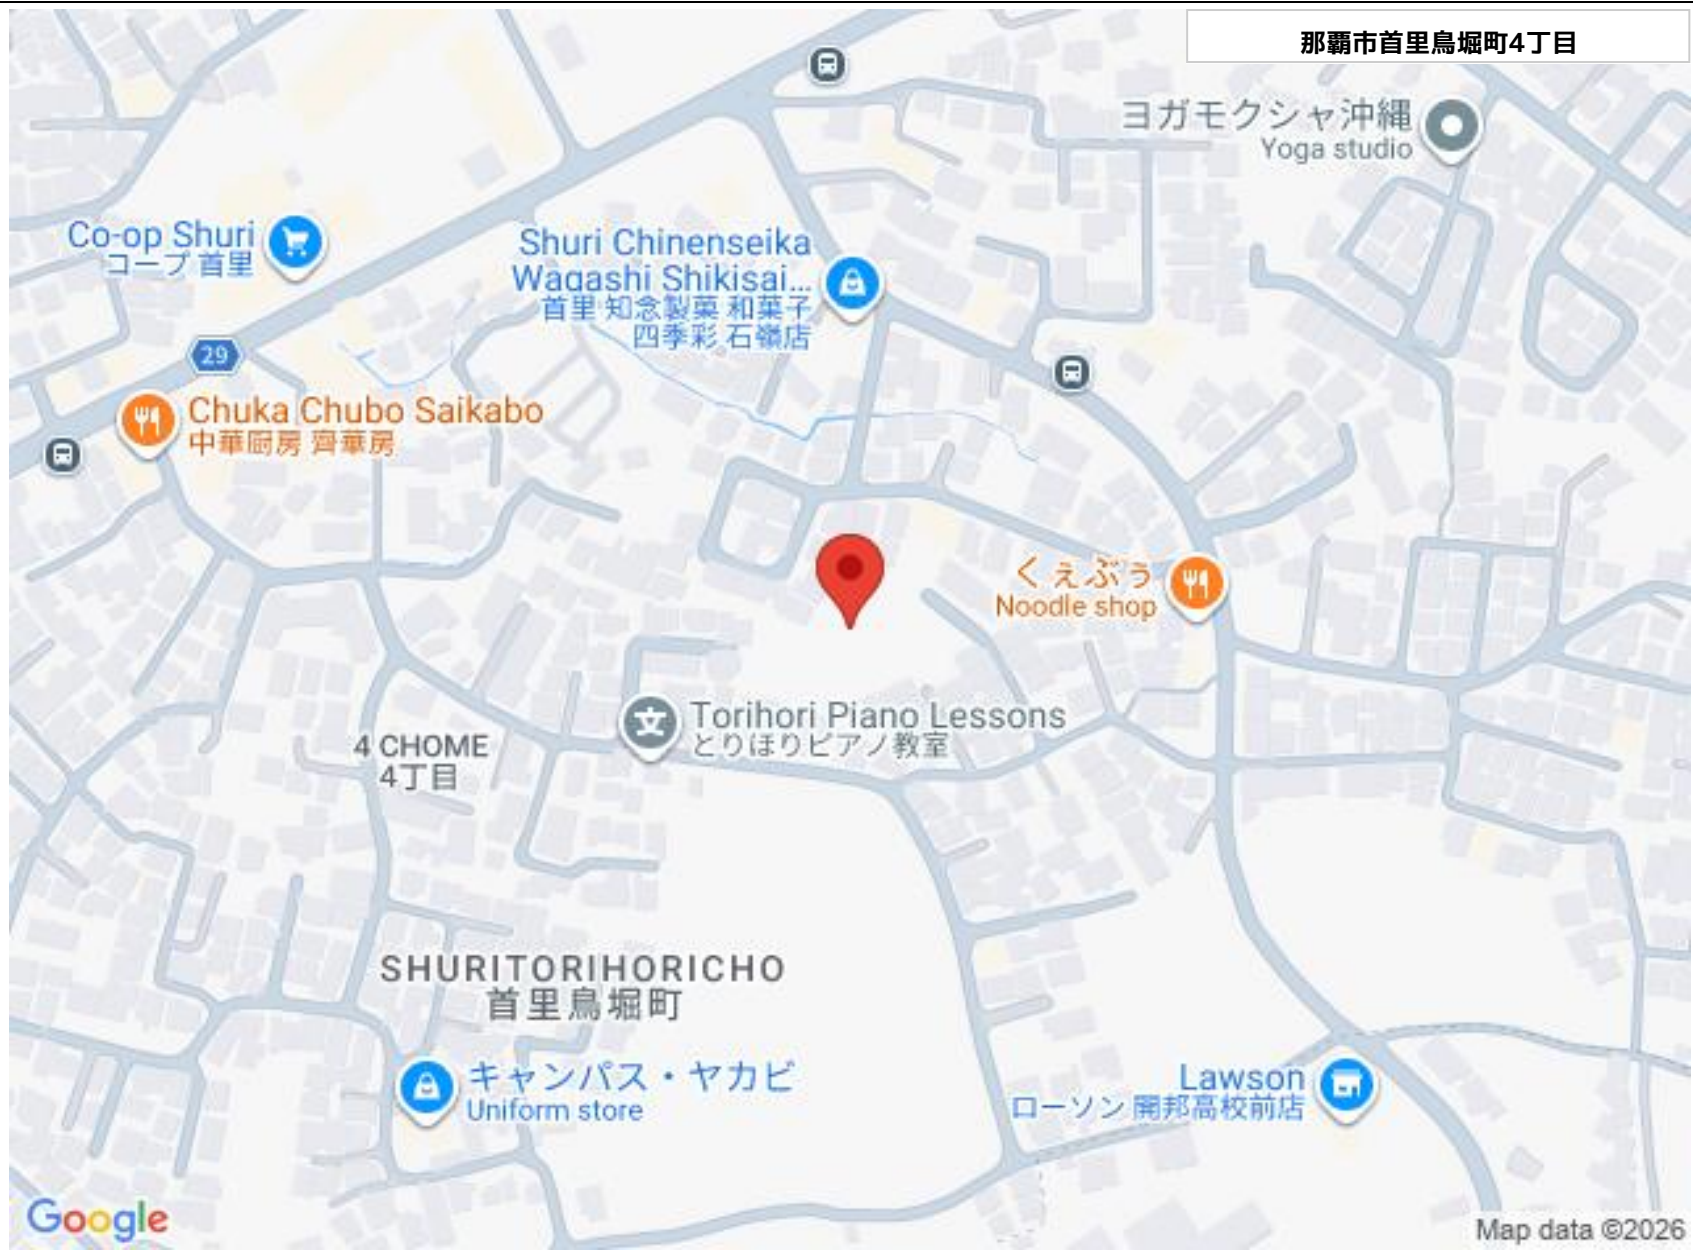 那覇市首里鳥堀町4丁目
ヨガモクシャ沖縄
Yoga studio
Co-op Shuri
コープ 首里
Shuri Chinenseika
Wagashi Shikisai...
首里 知念製菓 和菓子
四季彩 石嶺店
29
Chuka Chubo Saikabo
中華厨房 齊華房
くぇぶぅ
Noodle shop
Torihori Piano Lessons
とりほりピアノ教室
4 CHOME
4丁目
SHURITORIHORICHO
首里鳥堀町
キャンパス・ヤカビ
Uniform store
Lawson
ローソン 開邦高校前店
Google
Map data ©2026